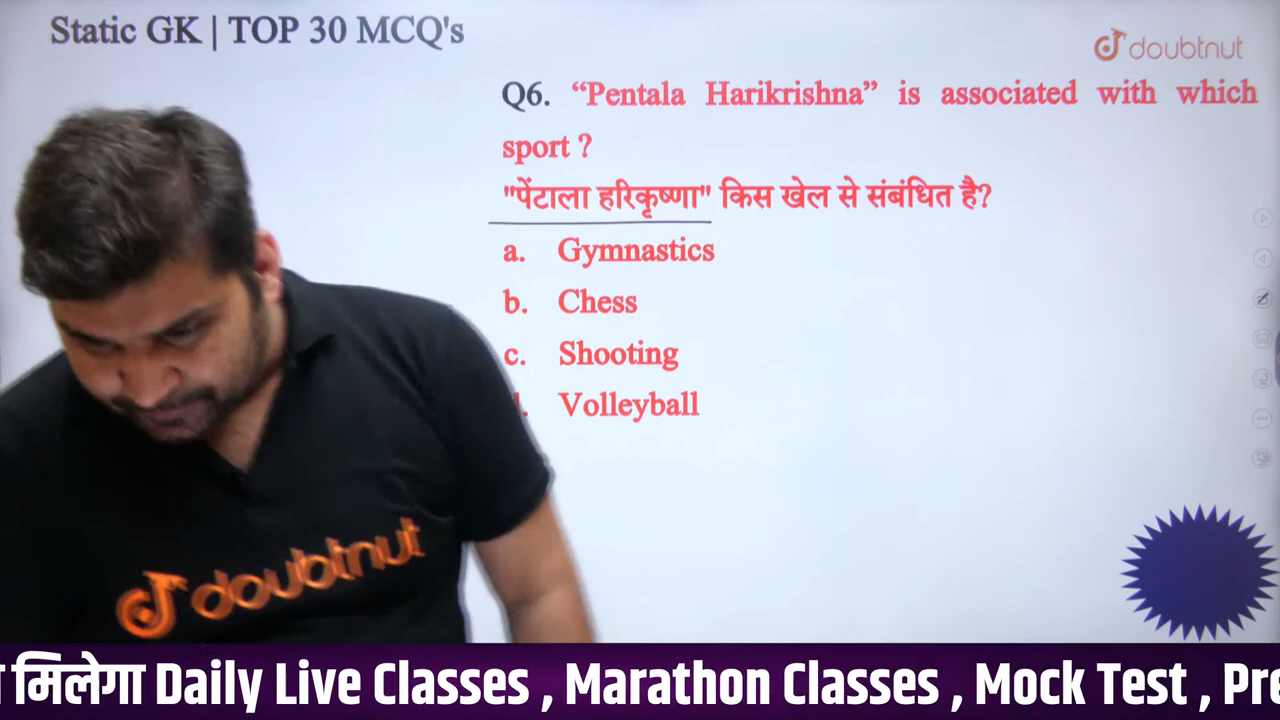 Static GK | TOP 30 MCQ's
doubtnut
Q6. “Pentala Harikrishna” is associated with which
sport ?
"पेंटाला हरिकृष्णा" किस खेल से संबंधित है?
a. Gymnastics
b. Chess
c. Shooting
d. Volleyball
doubtnut
मिलेगा Daily Live Classes , Marathon Classes , Mock Test , Pre